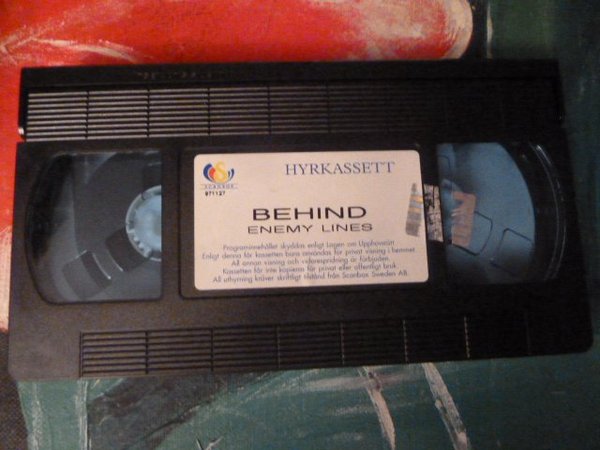 HYRKASSETT
SCANBOX
971127
BEHIND
ENEMY LINES
Programinnehållet skyddas enligt Lagen om Upphovsrätt
Enligt denna får kassetten bara användas för privat visning i hemmet.
All annan visning och vidarespridning är förbjuden.
Kassetten får inte kopieras för privat eller offentligt bruk
All uthyrning kräver skriftligt tillstånd från Scanbox Sweden AB.